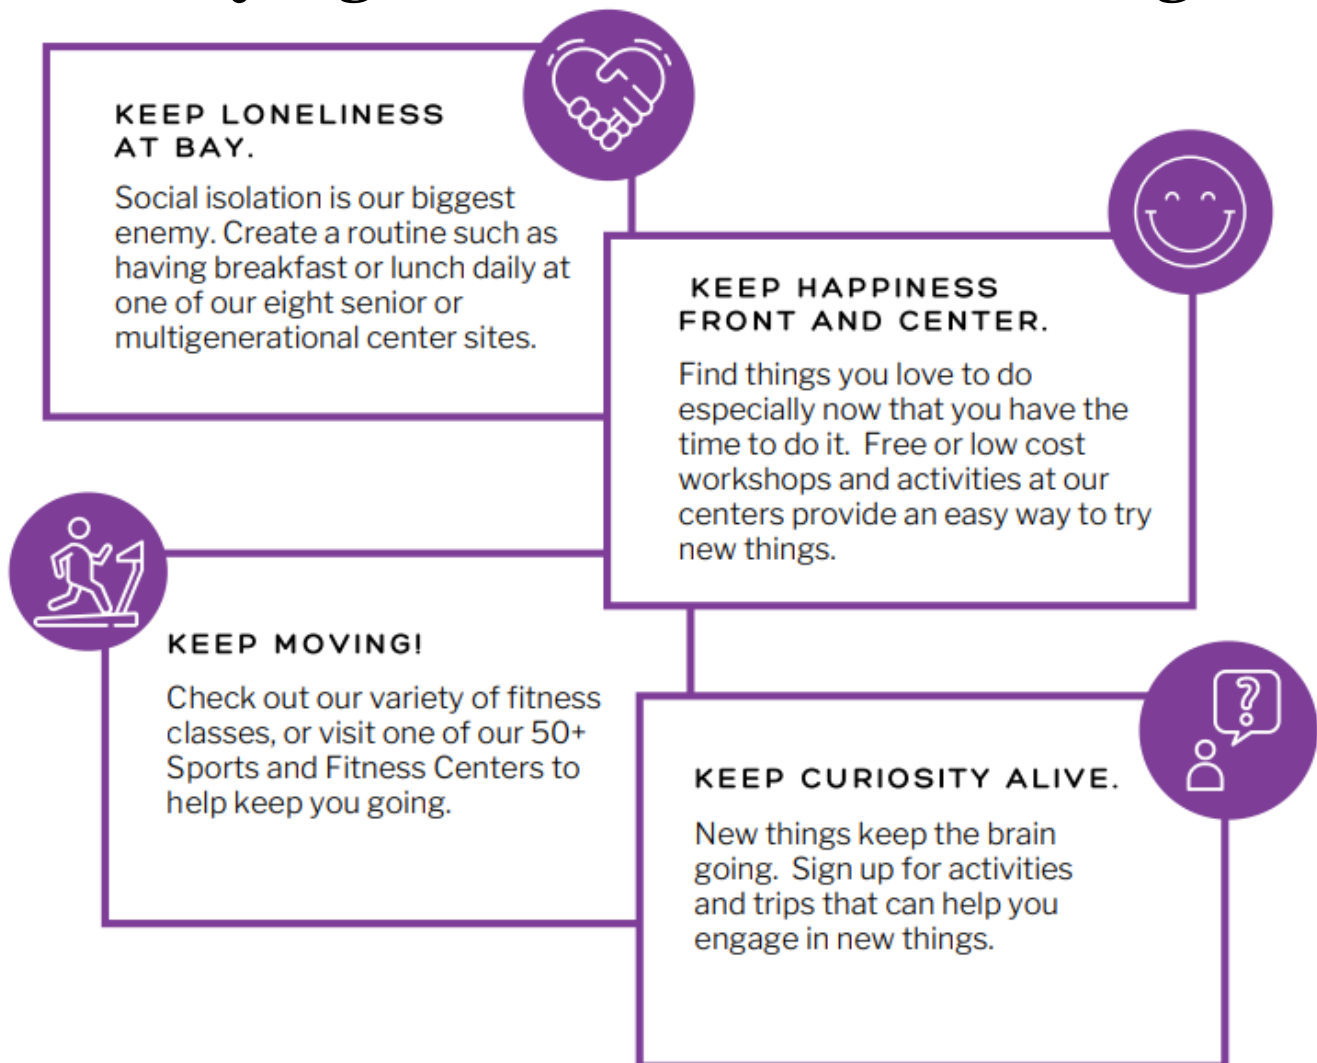 KEEP LONELINESS
AT BAY.
Social isolation is our biggest
enemy. Create a routine such as
having breakfast or lunch daily at
one of our eight senior or
multigenerational center sites.
KEEP HAPPINESS
FRONT AND CENTER.
Find things you love to do
especially now that you have the
time to do it.  Free or low cost
workshops and activities at our
centers provide an easy way to try
new things.
KEEP MOVING!
Check out our variety of fitness
classes, or visit one of our 50+
Sports and Fitness Centers to
help keep you going.
?
KEEP CURIOSITY ALIVE.
New things keep the brain
going.  Sign up for activities
and trips that can help you
engage in new things.